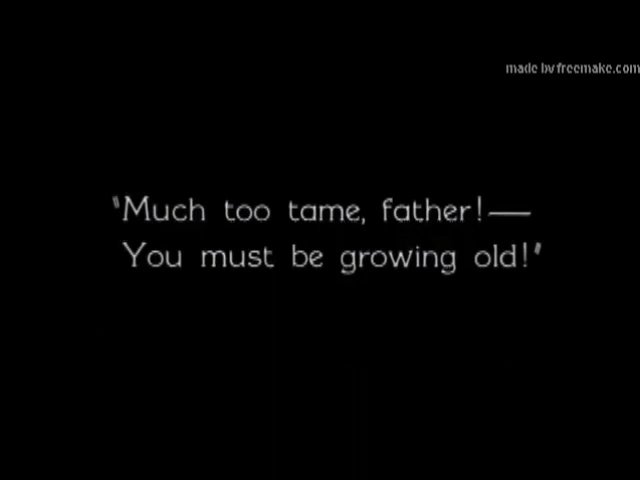 made by freemake.com
"Much too tame, father!—
You must be growing old!"